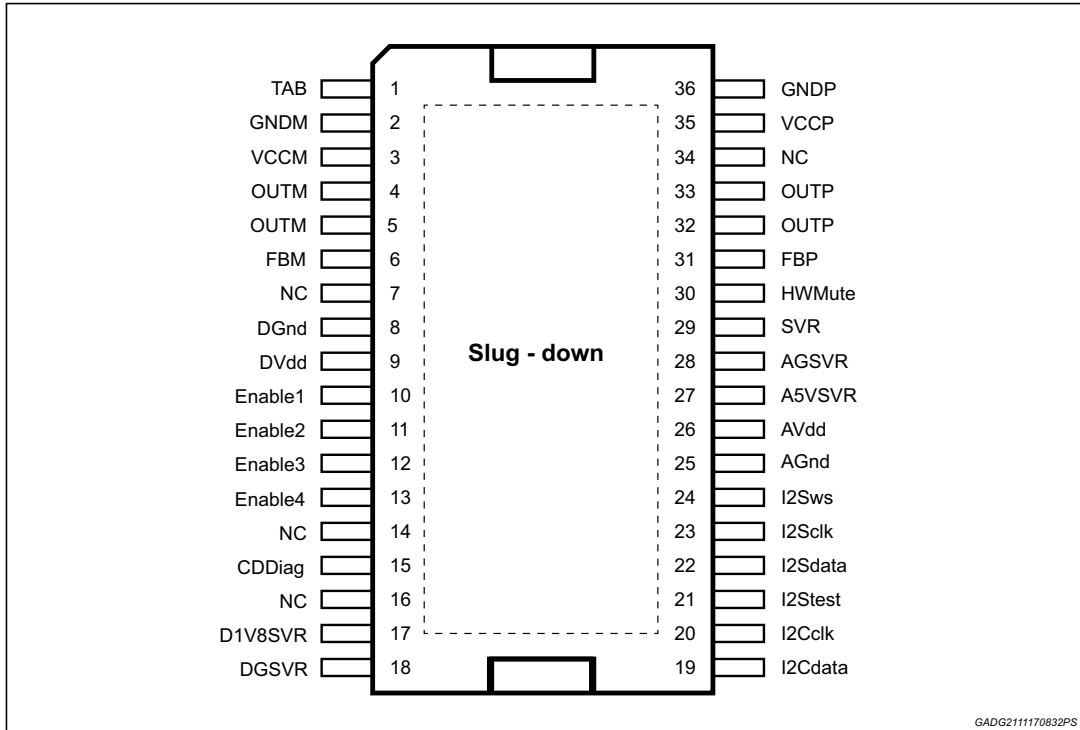 TAB 1 36 GNDP
GNDM 2 35 VCCP
VCCM 3 34 NC
OUTM 4 33 OUTP
OUTM 5 32 OUTP
FBM 6 31 FBP
NC 7 30 HWMute
DGnd 8 29 SVR
Slug - down
DVdd 9 28 AGSVR
Enable1 10 27 A5VSVR
Enable2 11 26 AVdd
Enable3 12 25 AGnd
Enable4 13 24 I2Sws
NC 14 23 I2Sclk
CDDiag 15 22 I2Sdata
NC 16 21 I2Stest
D1V8SVR 17 20 I2Cclk
DGSVR 18 19 I2Cdata
GADG2111170832PS